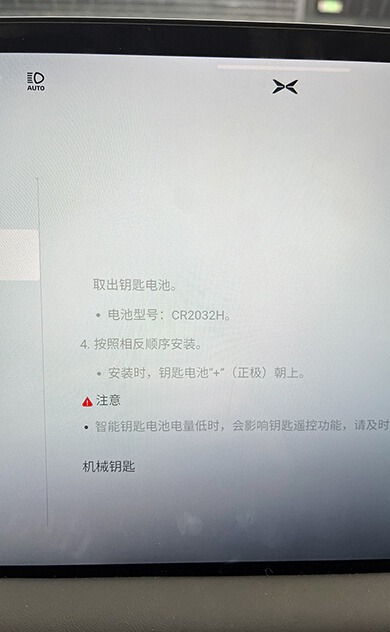 AUTO
取出钥匙电池。
• 电池型号：CR2032H。
4. 按照相反顺序安装。
• 安装时，钥匙电池“+”（正极）朝上。
注意
• 智能钥匙电池电量低时，会影响钥匙遥控功能，请及时
机械钥匙